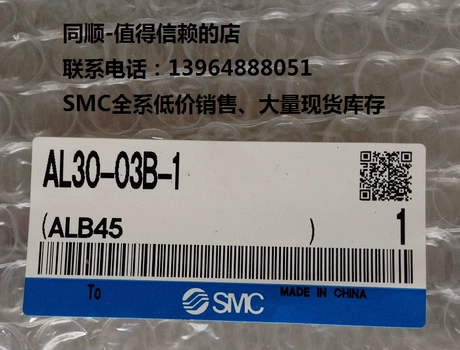 同顺-值得信赖的店
联系电话：13964888051
SMC全系低价销售、大量现货库存
AL30-03B-1
(ALB45 ) 1
To SMC MADE IN CHINA